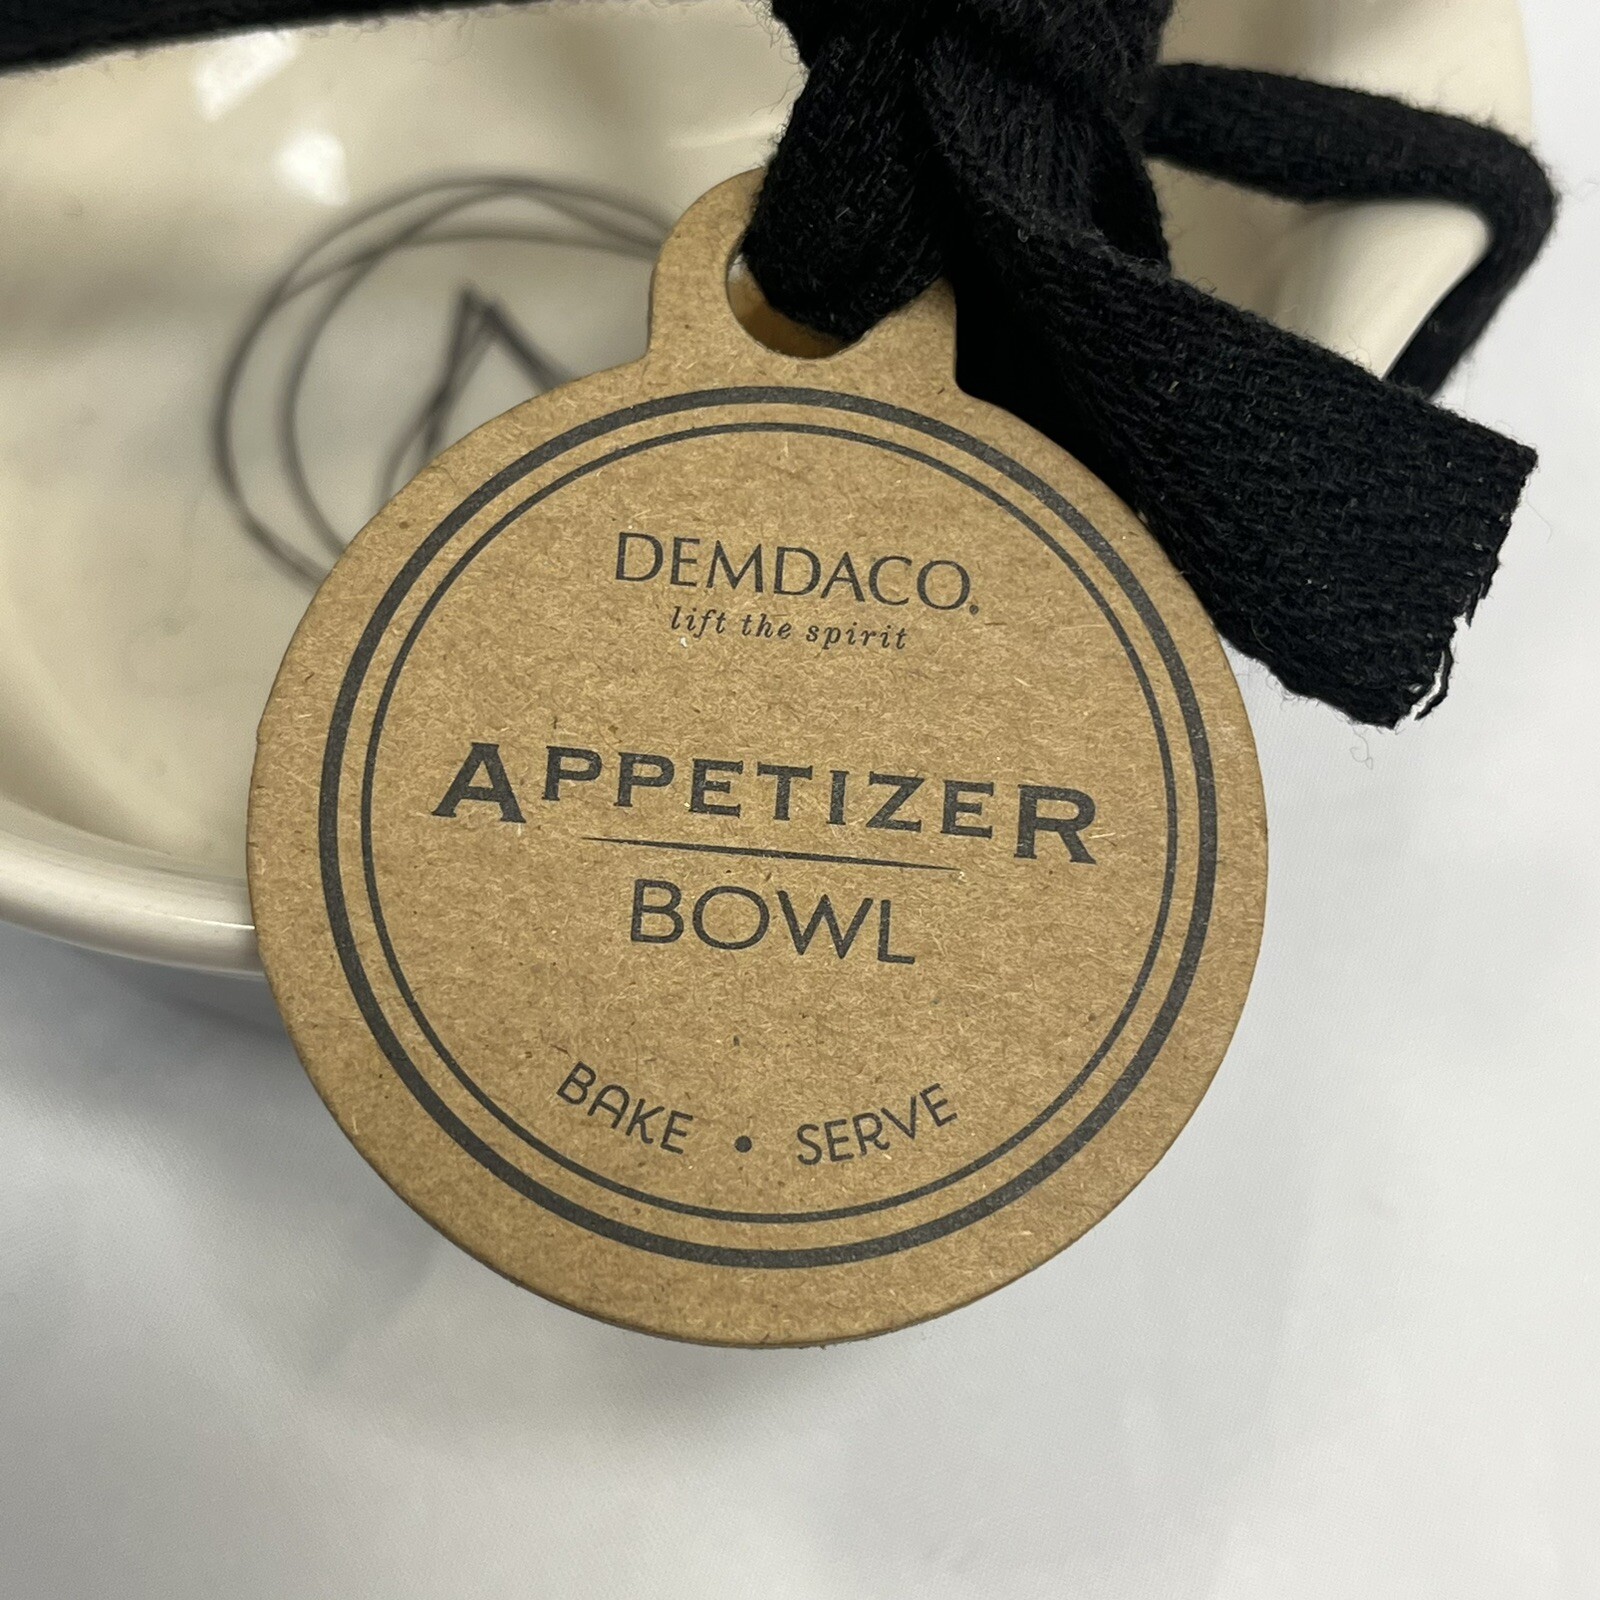 DEMDACO.
lift the spirit
APPETIZER
BOWL
BAKE • SERVE